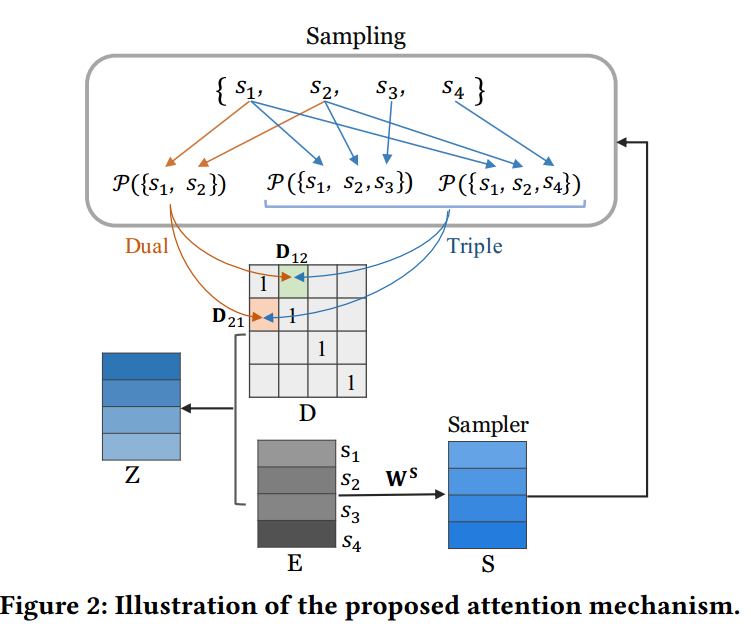 Sampling
{ s₁, s₂, s₃, s₄ }
𝒫({s₁, s₂}) 𝒫({s₁, s₂,s₃}) 𝒫({s₁, s₂,s₄})
Dual
Triple
D₁₂
1
D₂₁
1
1
1
D
Z
s₁
s₂
s₃
s₄
E
Wˢ
Sampler
S
Figure 2: Illustration of the proposed attention mechanism.